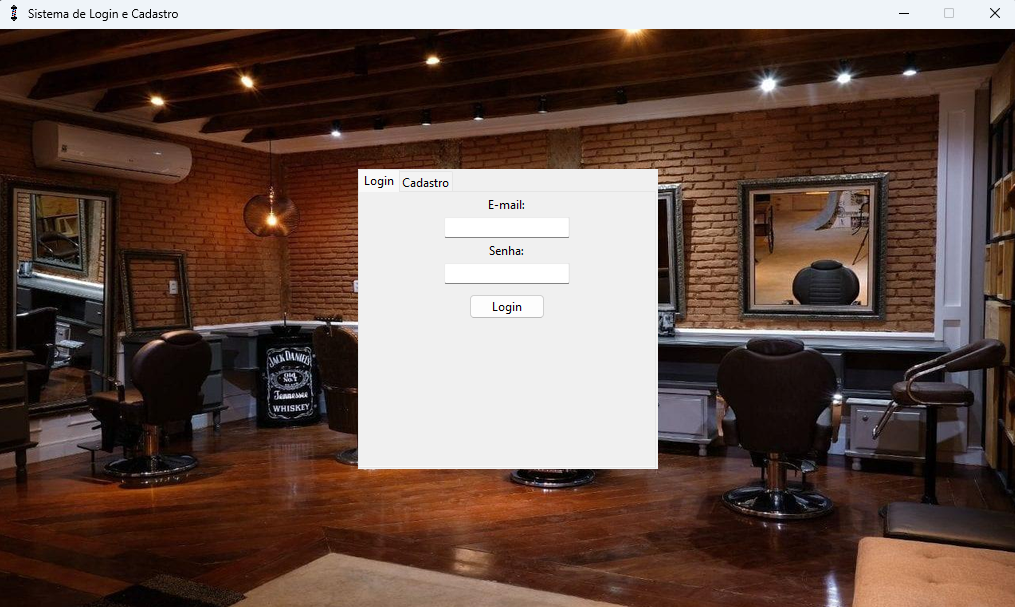 Sistema de Login e Cadastro
Login Cadastro
E-mail:
Senha:
Login
JACK DANIEL'S
OLD
NO.7
Tennessee
WHISKEY